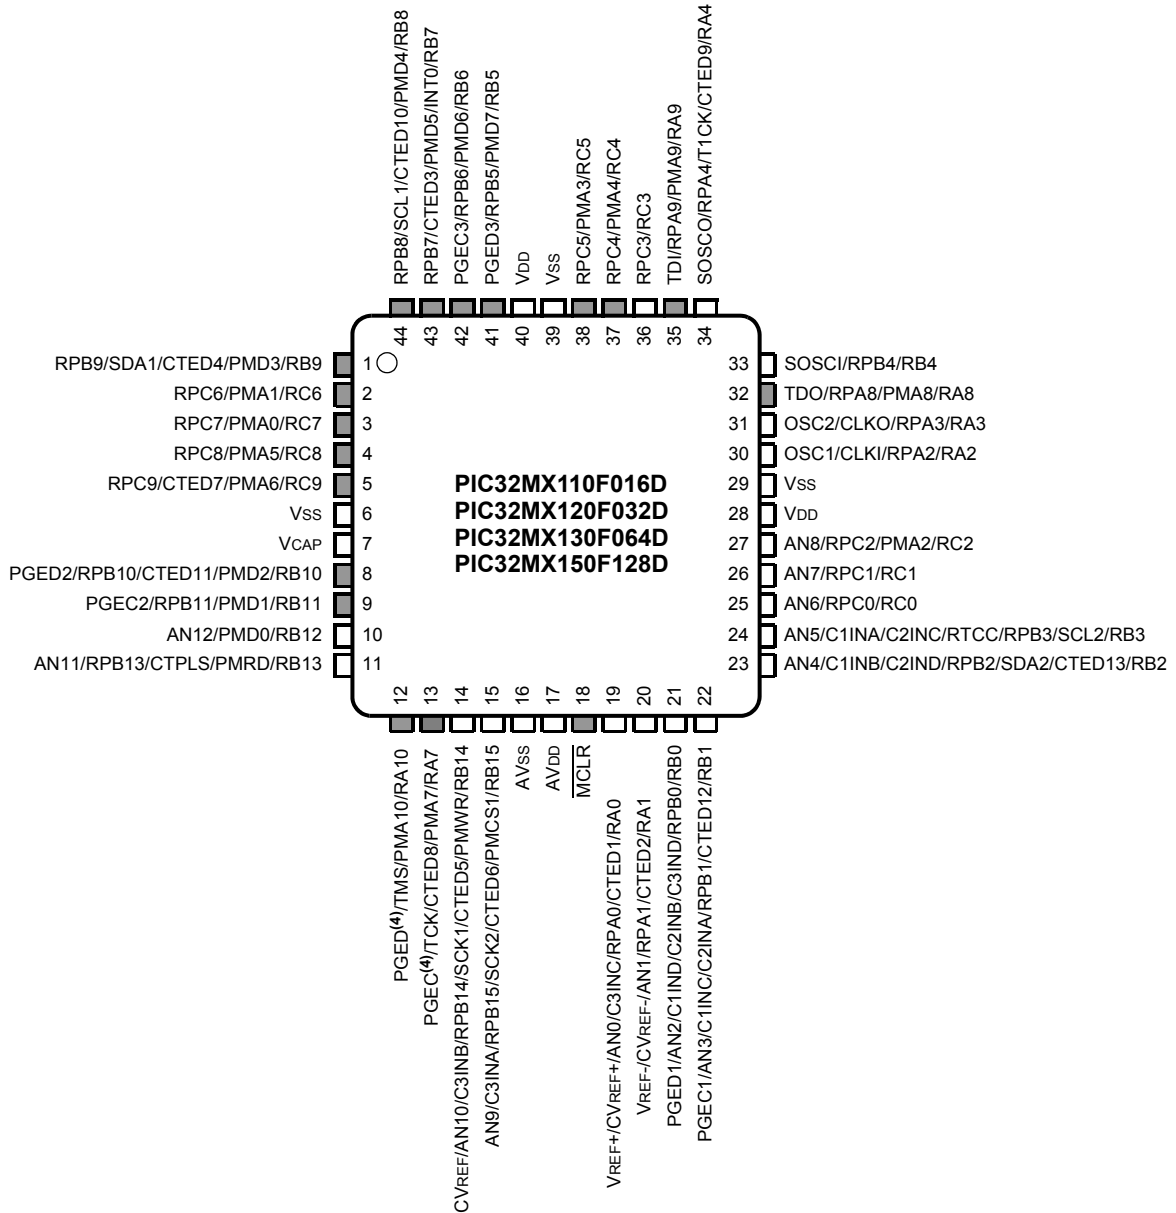 RPB8/SCL1/CTED10/PMD4/RB8
RPB7/CTED3/PMD5/INT0/RB7
PGEC3/RPB6/PMD6/RB6
PGED3/RPB5/PMD7/RB5
VDD
VSS
RPC5/PMA3/RC5
RPC4/PMA4/RC4
RPC3/RC3
TDI/RPA9/PMA9/RA9
SOSCO/RPA4/T1CK/CTED9/RA4
44
43
42
41
40
39
38
37
36
35
34
RPB9/SDA1/CTED4/PMD3/RB9 1
RPC6/PMA1/RC6 2
RPC7/PMA0/RC7 3
RPC8/PMA5/RC8 4
RPC9/CTED7/PMA6/RC9 5
VSS 6
VCAP 7
PGED2/RPB10/CTED11/PMD2/RB10 8
PGEC2/RPB11/PMD1/RB11 9
AN12/PMD0/RB12 10
AN11/RPB13/CTPLS/PMRD/RB13 11
PIC32MX110F016D
PIC32MX120F032D
PIC32MX130F064D
PIC32MX150F128D
33 SOSCI/RPB4/RB4
32 TDO/RPA8/PMA8/RA8
31 OSC2/CLKO/RPA3/RA3
30 OSC1/CLKI/RPA2/RA2
29 VSS
28 VDD
27 AN8/RPC2/PMA2/RC2
26 AN7/RPC1/RC1
25 AN6/RPC0/RC0
24 AN5/C1INA/C2INC/RTCC/RPB3/SCL2/RB3
23 AN4/C1INB/C2IND/RPB2/SDA2/CTED13/RB2
12
13
14
15
16
17
18
19
20
21
22
PGED(4)/TMS/PMA10/RA10
PGEC(4)/TCK/CTED8/PMA7/RA7
CVREF/AN10/C3INB/RPB14/SCK1/CTED5/PMWR/RB14
AN9/C3INA/RPB15/SCK2/CTED6/PMCS1/RB15
AVSS
AVDD
MCLR
VREF+/CVREF+/AN0/C3INC/RPA0/CTED1/RA0
VREF-/CVREF-/AN1/RPA1/CTED2/RA1
PGED1/AN2/C1IND/C2INB/C3IND/RPB0/RB0
PGEC1/AN3/C1INC/C2INA/RPB1/CTED12/RB1